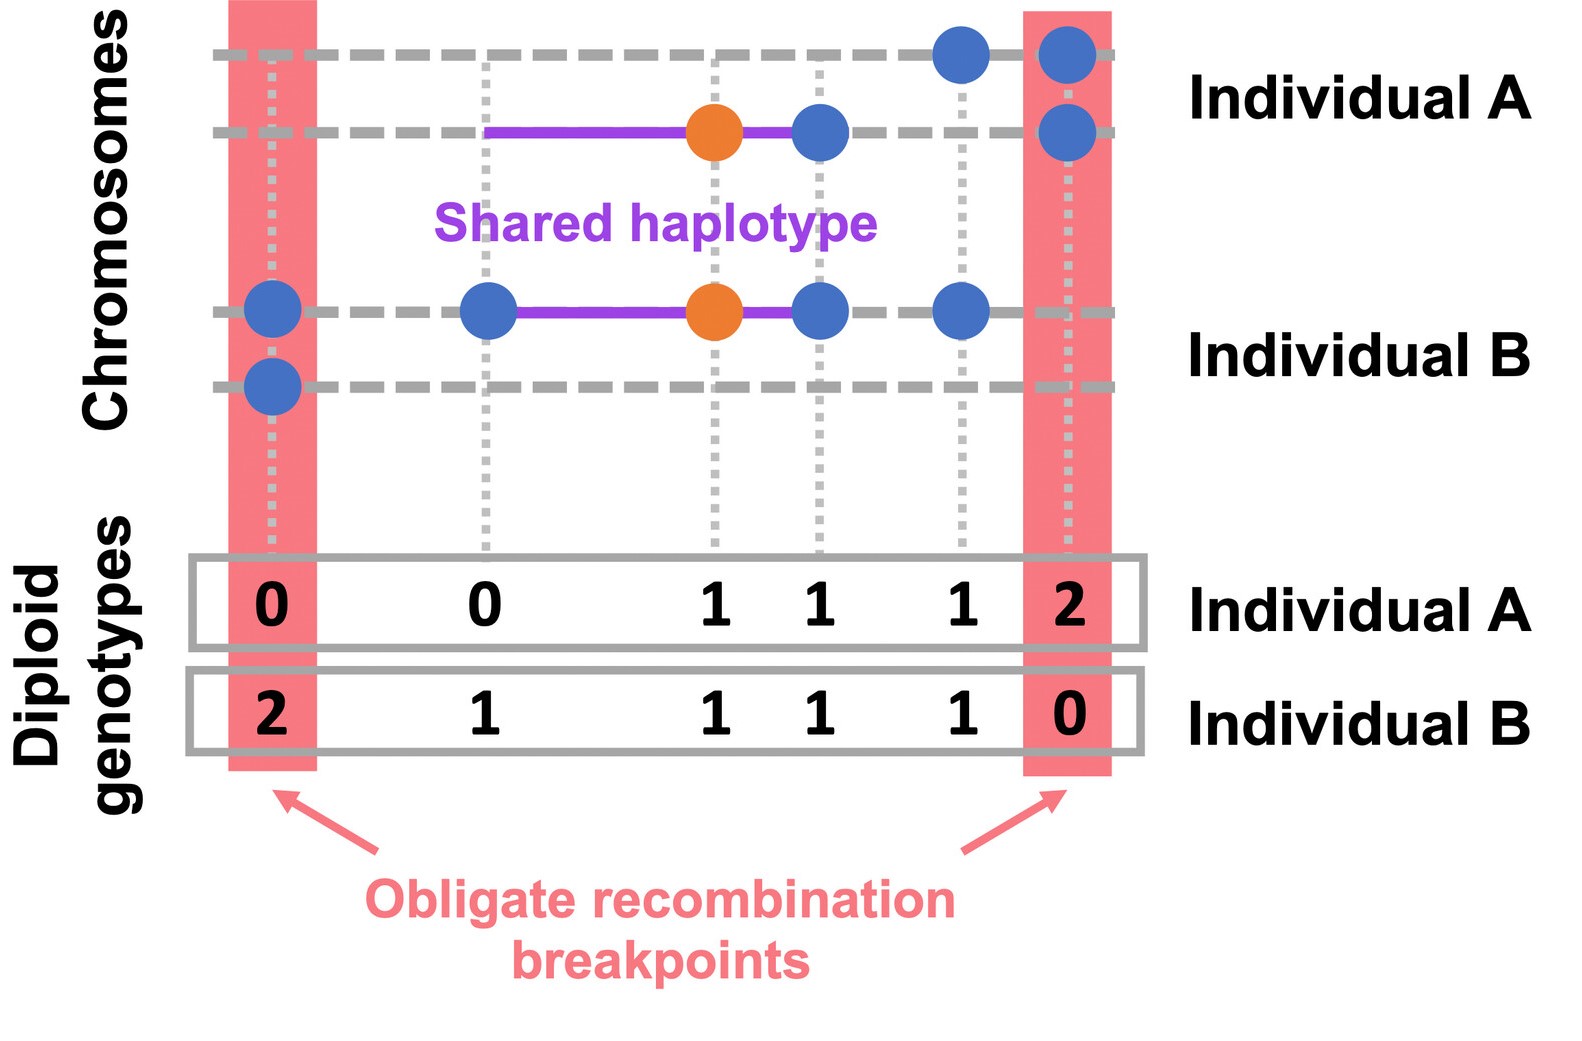 Chromosomes
Individual A
Shared haplotype
Individual B
Diploid
genotypes
0 0 1 1 1 2
Individual A
2 1 1 1 1 0
Individual B
Obligate recombination
breakpoints